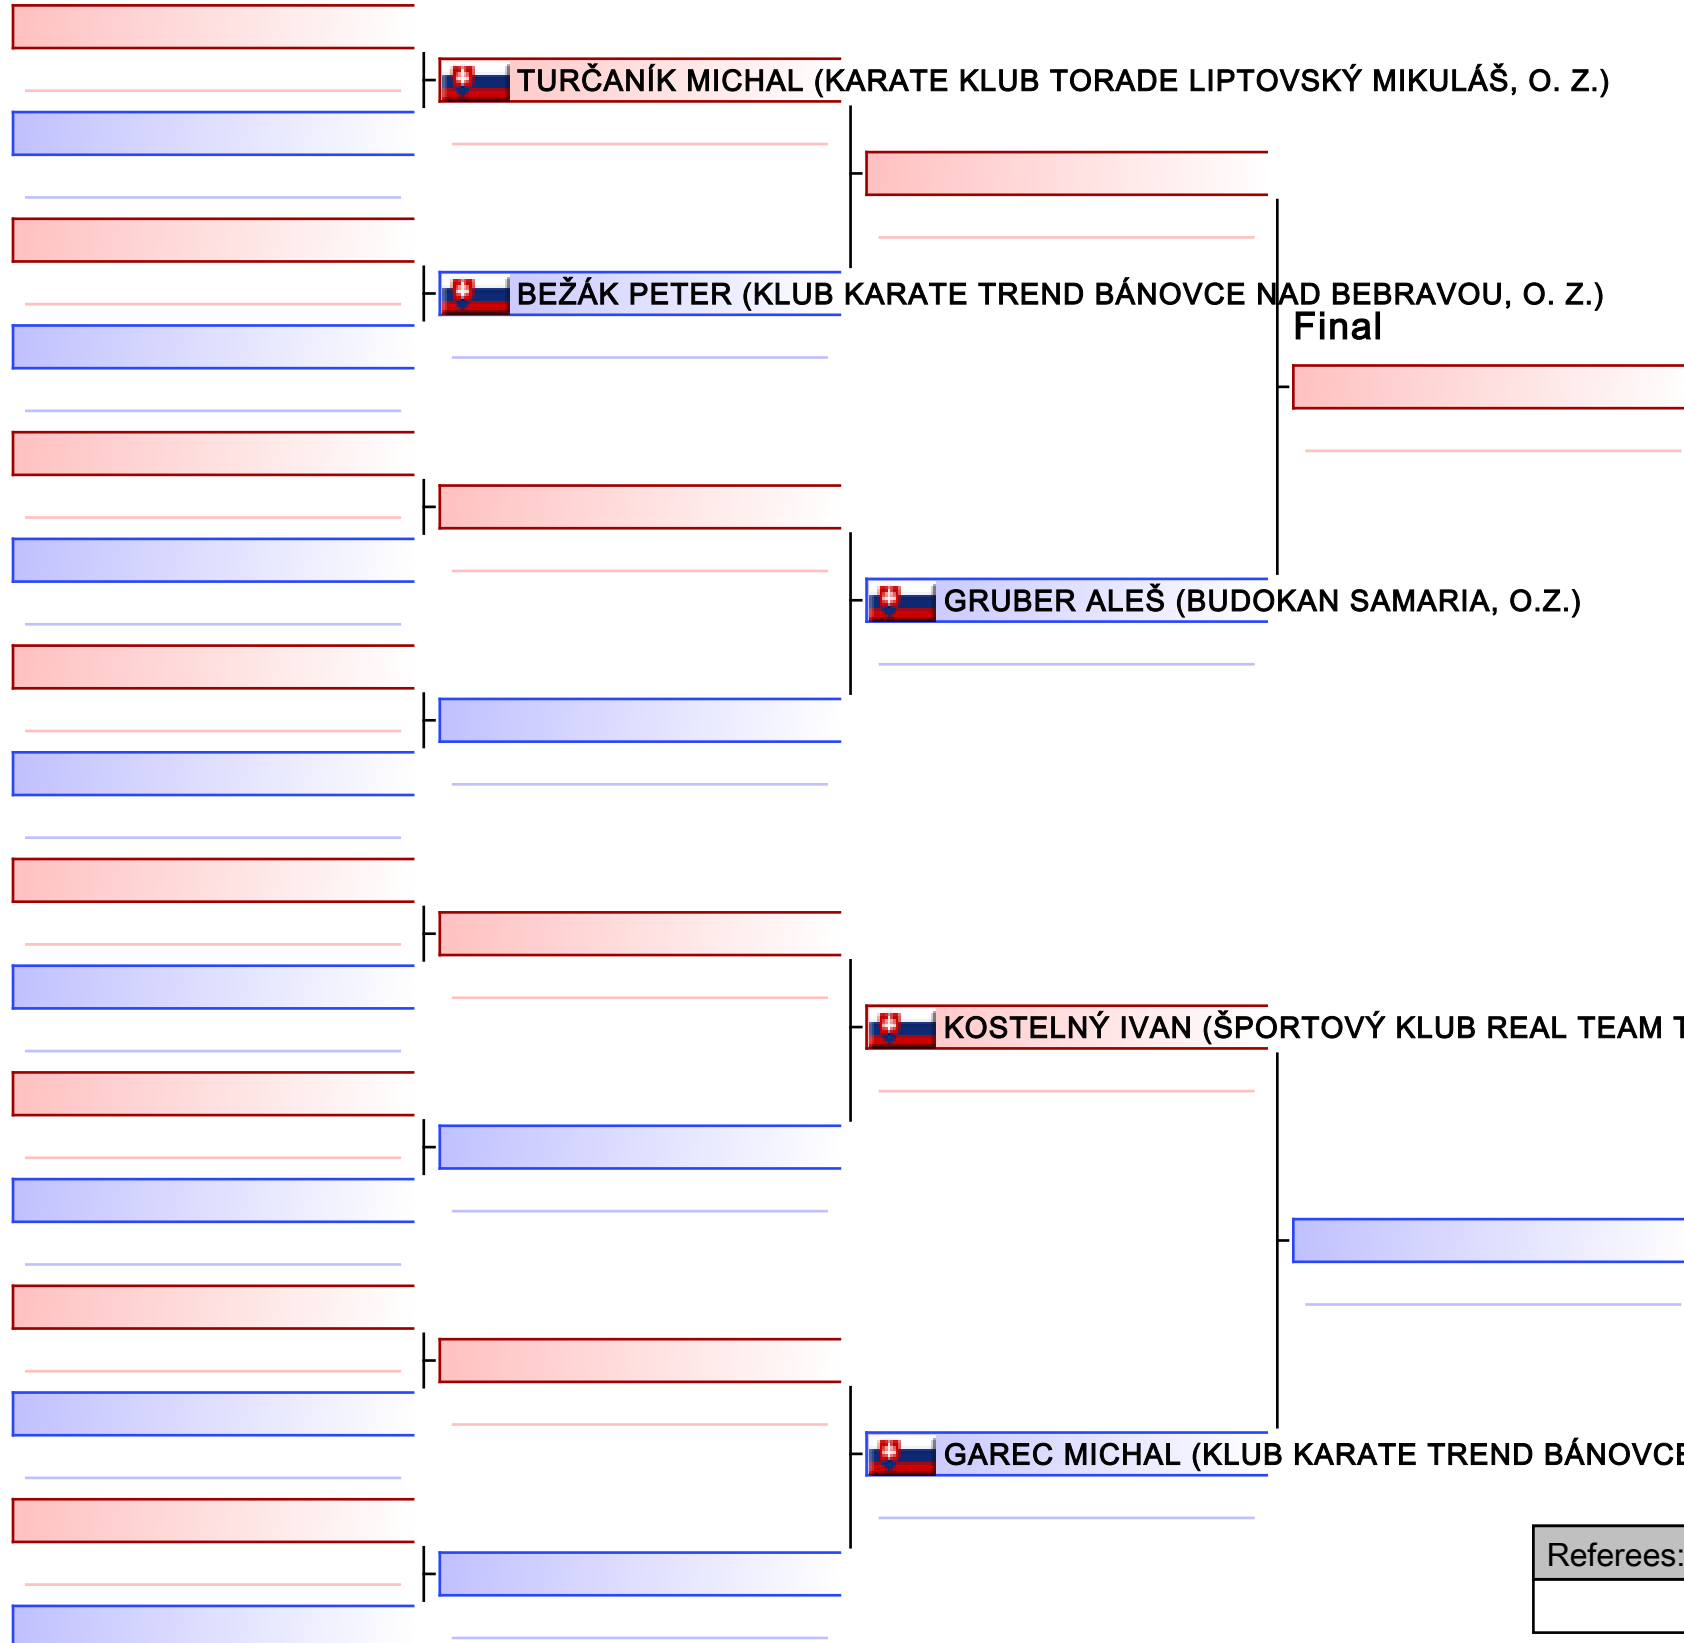 TURČANÍK MICHAL (KARATE KLUB TORADE LIPTOVSKÝ MIKULÁŠ, O. Z.)
BEŽÁK PETER (KLUB KARATE TREND BÁNOVCE NAD BEBRAVOU, O. Z.)
Final
GRUBER ALEŠ (BUDOKAN SAMARIA, O.Z.)
KOSTELNÝ IVAN (ŠPORTOVÝ KLUB REAL TEAM
GAREC MICHAL (KLUB KARATE TREND BÁNOVCE
Referees: